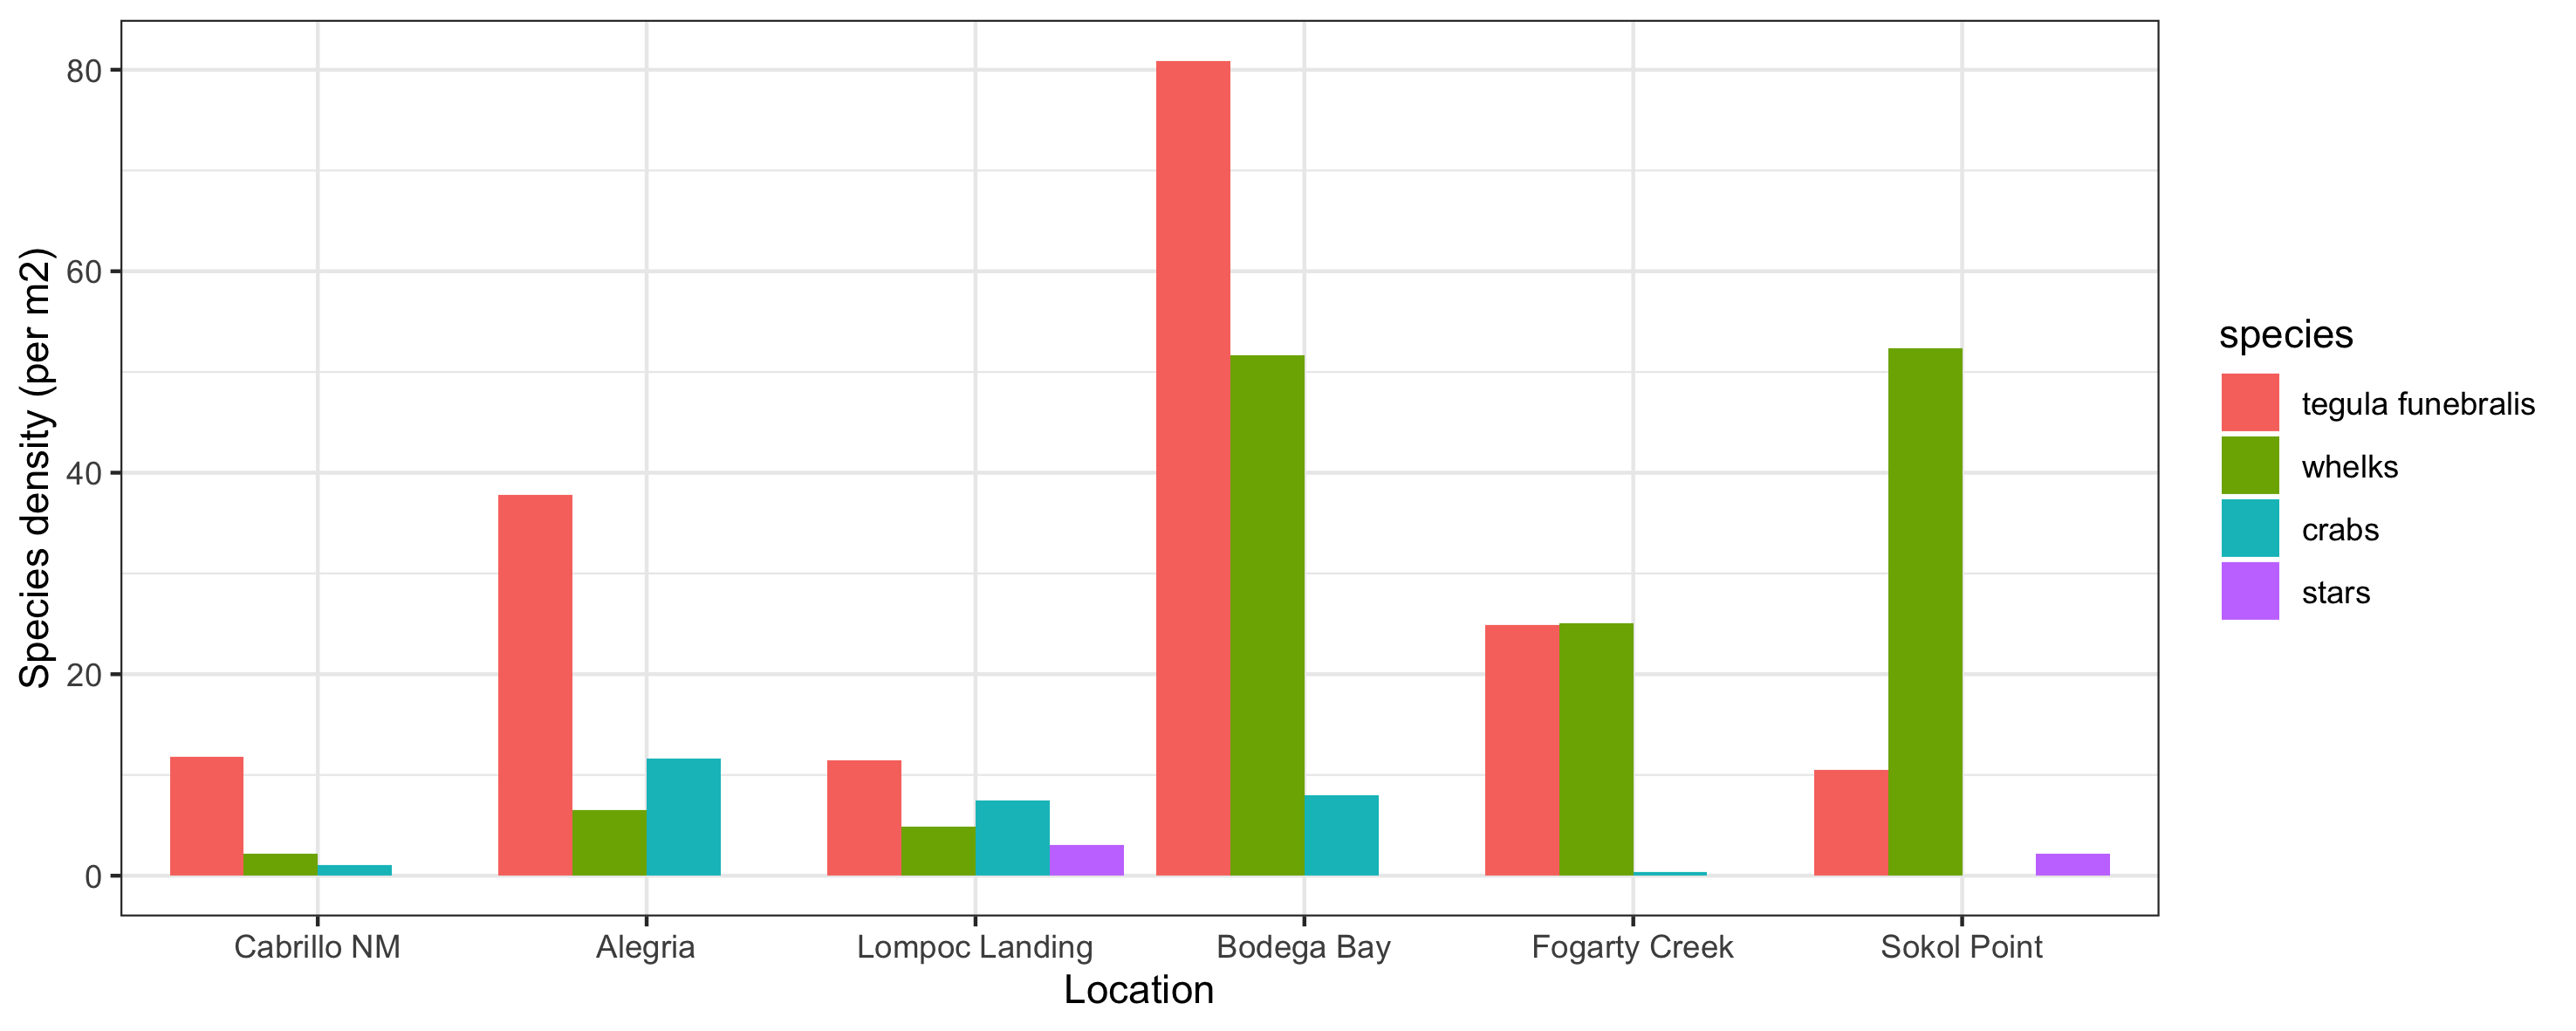 80
60
40
20
0
Species density (per m2)
Cabrillo NM
Alegria
Lompoc Landing
Bodega Bay
Fogarty Creek
Sokol Point
Location
species
tegula funebralis
whelks
crabs
stars